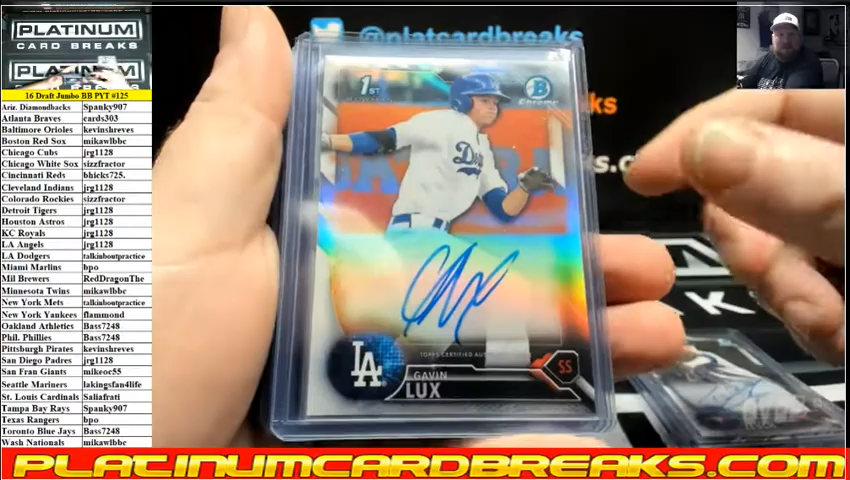 PLATINUM
CARD BREAKS
PLATINUM
16 Draft Jumbo BB PYT #125
Ariz. Diamondbacks Spanky907
Atlanta Braves cards303
Baltimore Orioles kevinshreves
Boston Red Sox mikawlbbc
Chicago Cubs jrg1128
Chicago White Sox sizzfractor
Cincinnati Reds bhicks725.
Cleveland Indians jrg1128
Colorado Rockies sizzfractor
Detroit Tigers jrg1128
Houston Astros jrg1128
KC Royals jrg1128
LA Angels jrg1128
LA Dodgers talkinboutpractice
Miami Marlins bpo
Mil Brewers RedDragonThe
Minnesota Twins mikawlbbc
New York Mets talkinboutpractice
New York Yankees flammond
Oakland Athletics Bass7248
Phil. Phillies Bass7248
Pittsburgh Pirates kevinshreves
San Diego Padres jrg1128
San Fran Giants mikeoc55
Seattle Mariners lakingsfan4life
St. Louis Cardinals Saliafrati
Tampa Bay Rays Spanky907
Texas Rangers bpo
Toronto Blue Jays Bass7248
Wash Nationals mikawlbbc
@platcardbreaks
1ST
B
Chrome
LA
GAVIN
LUX
SS
PLATINUMCARDBREAKS.COM